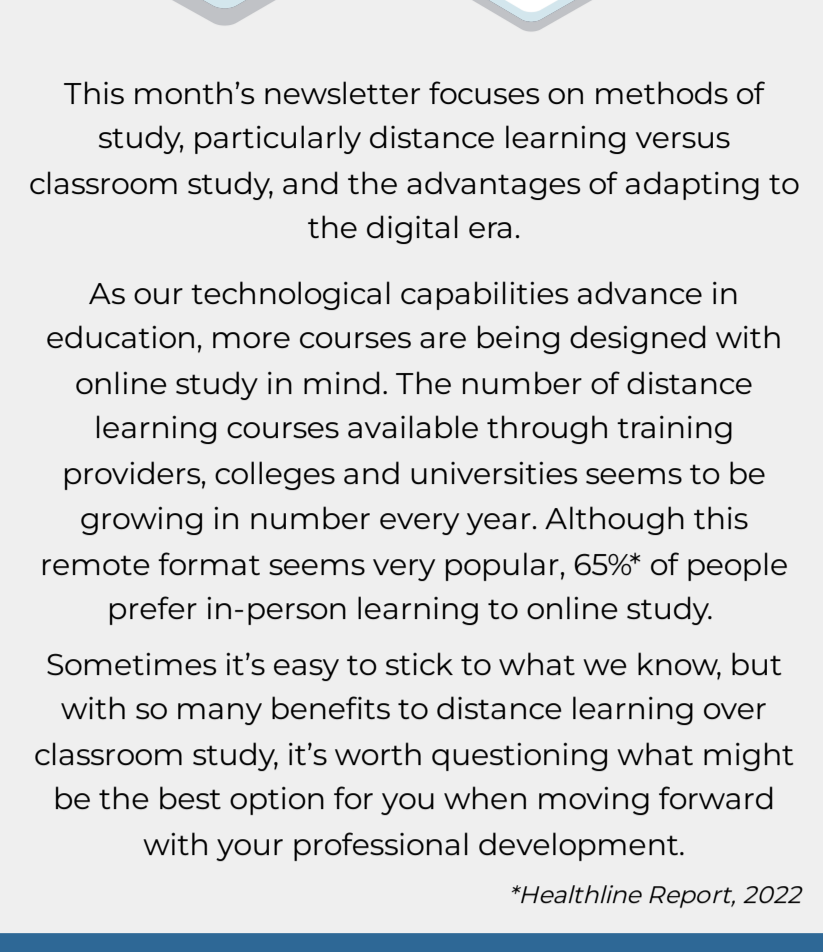 This month's newsletter focuses on methods of
study, particularly distance learning versus
classroom study, and the advantages of adapting to
the digital era.
As our technological capabilities advance in
education, more courses are being designed with
online study in mind. The number of distance
learning courses available through training
providers, colleges and universities seems to be
growing in number every year. Although this
remote format seems very popular, 65%* of people
prefer in-person learning to online study.
Sometimes it's easy to stick to what we know, but
with so many benefits to distance learning over
classroom study, it's worth questioning what might
be the best option for you when moving forward
with your professional development.
*Healthline Report, 2022